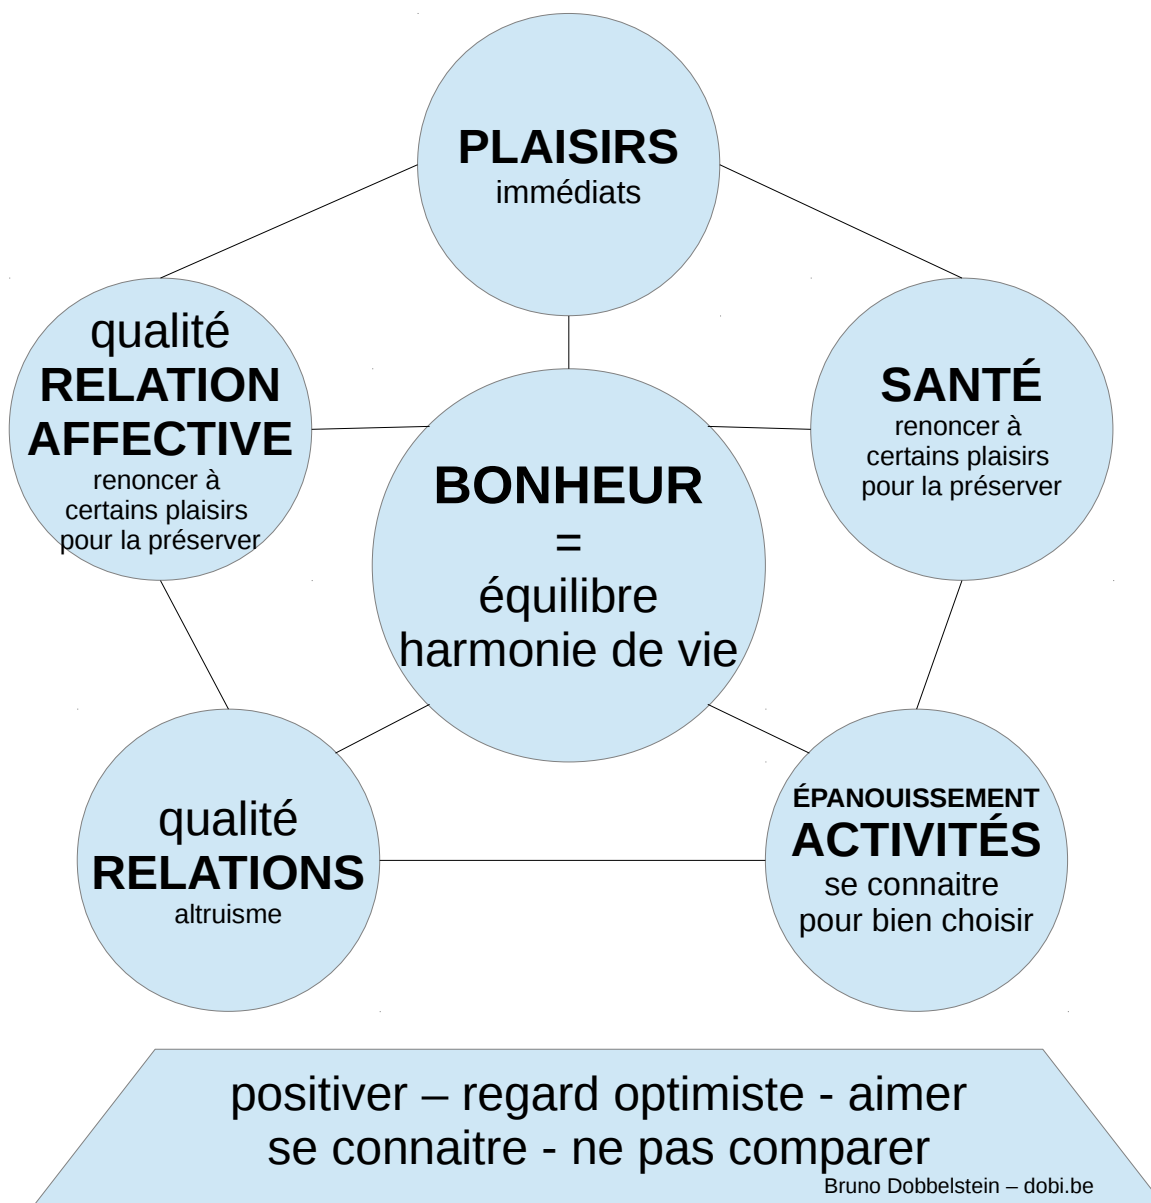 PLAISIRS
immédiats
qualité
RELATION
AFFECTIVE
renoncer à
certains plaisirs
pour la préserver
SANTÉ
renoncer à
certains plaisirs
pour la préserver
BONHEUR
=
équilibre
harmonie de vie
qualité
RELATIONS
altruisme
ÉPANOUISSEMENT
ACTIVITÉS
se connaitre
pour bien choisir
positiver – regard optimiste - aimer
se connaitre - ne pas comparer
Bruno Dobbelstein – dobi.be